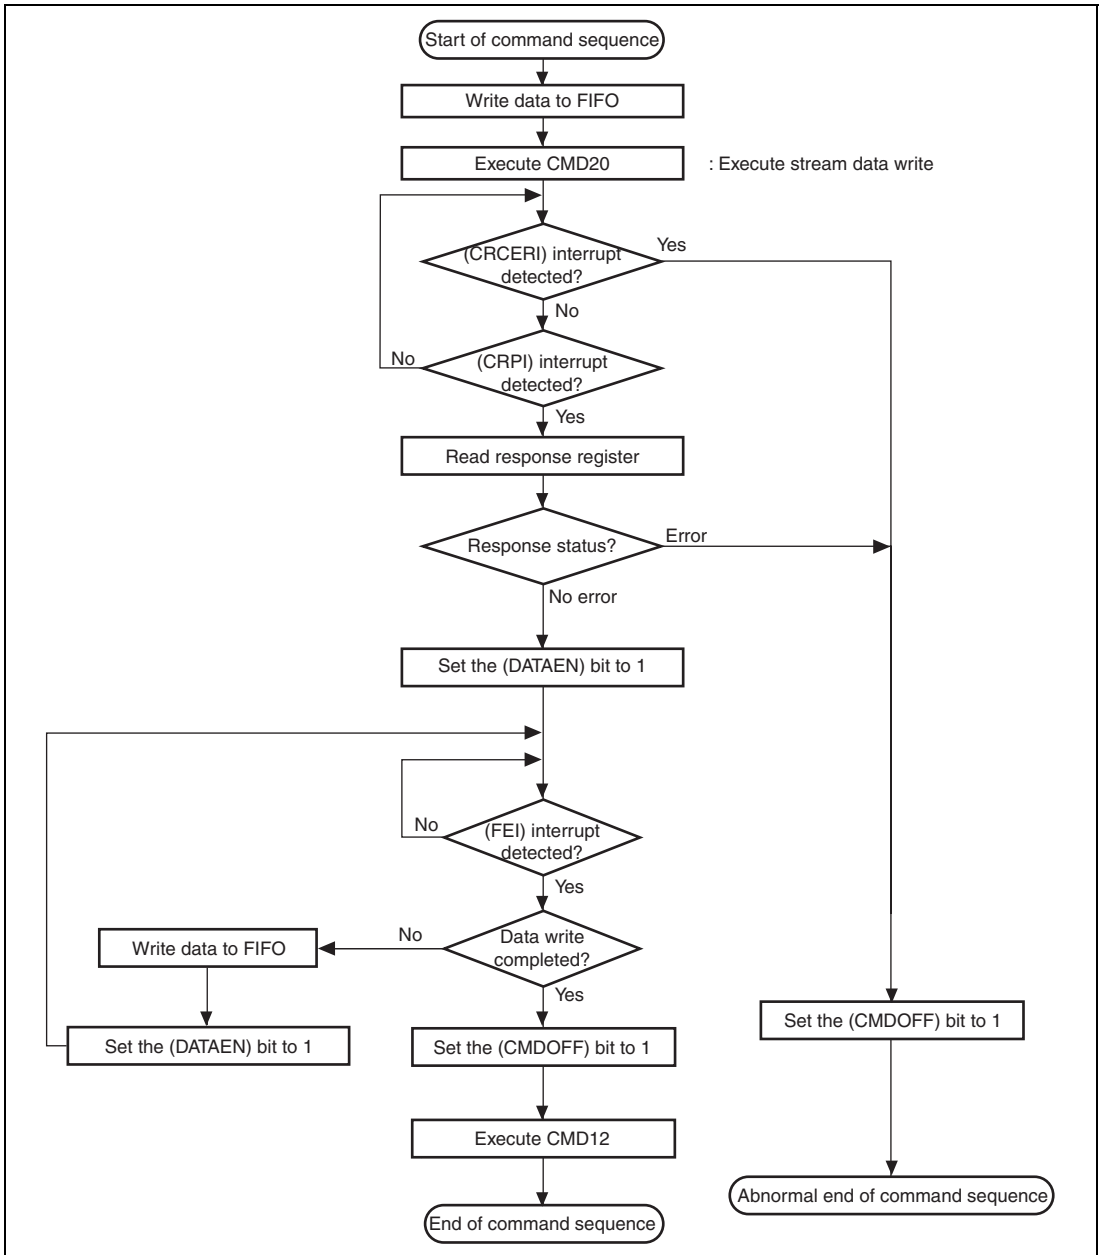 Start of command sequence
Write data to FIFO
Execute CMD20
: Execute stream data write
(CRCERI) interrupt
detected?
Yes
No
(CRPI) interrupt
detected?
No
Yes
Read response register
Response status?
Error
No error
Set the (DATAEN) bit to 1
(FEI) interrupt
detected?
No
Yes
Data write
completed?
No
Write data to FIFO
Yes
Set the (DATAEN) bit to 1
Set the (CMDOFF) bit to 1
Set the (CMDOFF) bit to 1
Execute CMD12
Abnormal end of command sequence
End of command sequence